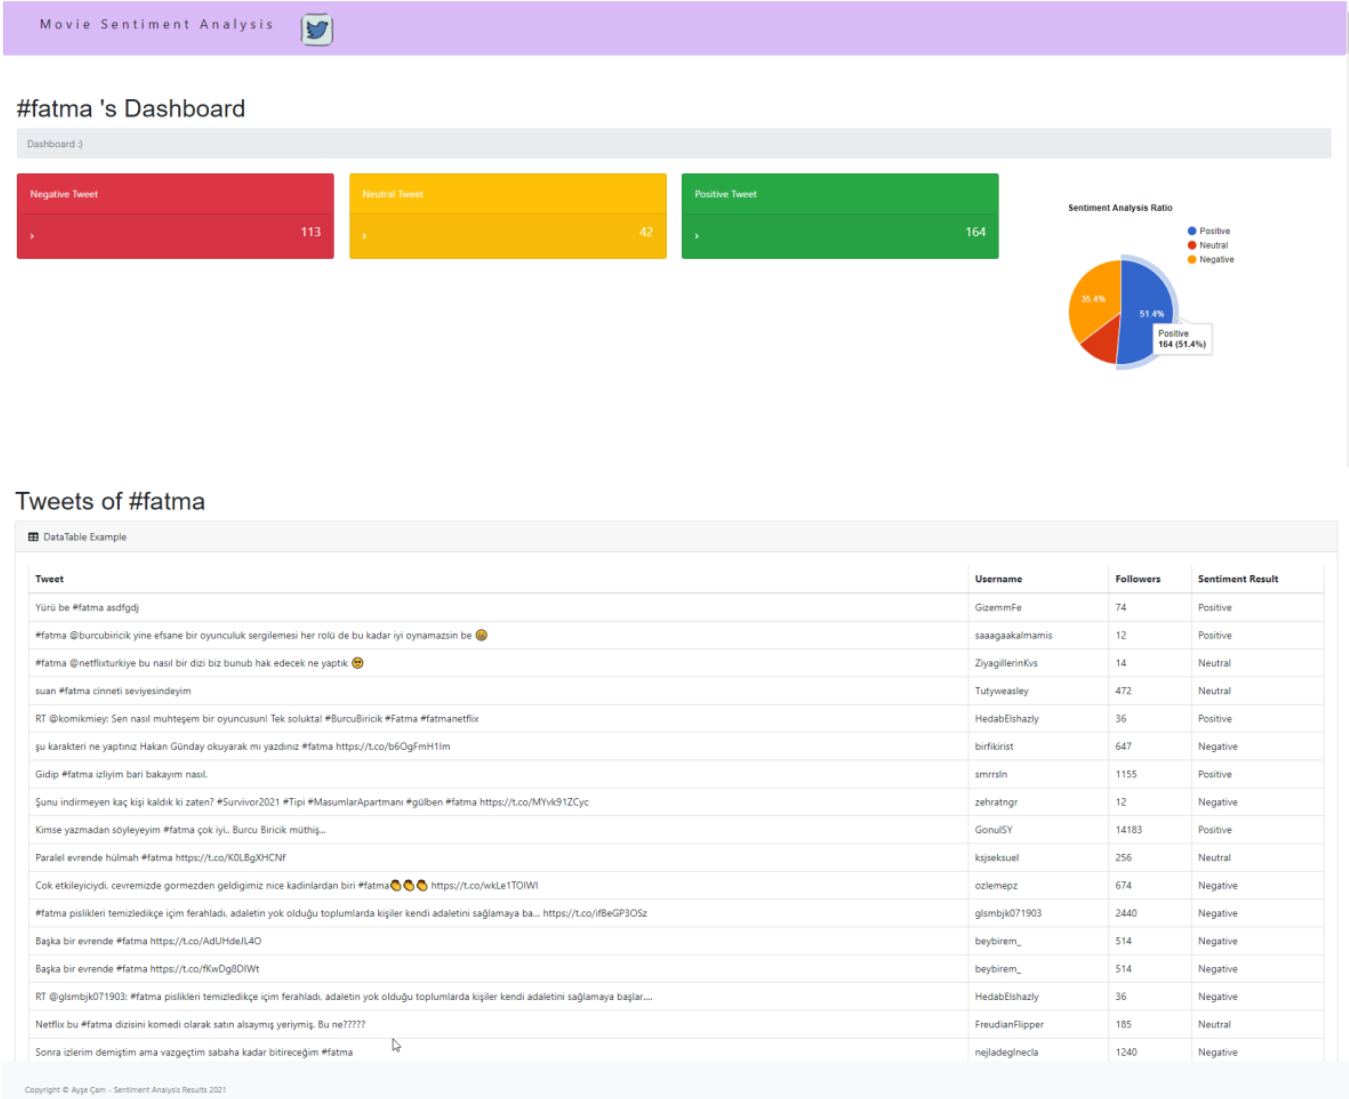 Movie Sentiment Analysis
#fatma 's Dashboard
Dashboard :)
Negative Tweet
113
Neutral Tweet
42
Positive Tweet
164
Sentiment Analysis Ratio
Positive
Neutral
Negative
35.4%
51.4%
Positive
164 (51.4%)
Tweets of #fatma
DataTable Example
Tweet Username Followers Sentiment Result
Yürü be #fatma asdfgdj GizemmFe 74 Positive
#fatma @burcubiricik yine efsane bir oyunculuk sergilemesi her rolü de bu kadar iyi oynamazsin be 😁 saaagaakalmamis 12 Positive
#fatma @netflixturkiye bu nasıl bir dizi biz bunub hak edecek ne yaptık 🥺 ZiyagillerinKvs 14 Neutral
suan #fatma cinneti seviyesindeyim Tutyweasley 472 Neutral
RT @komikmiey: Sen nasıl muhteşem bir oyuncusun! Tek solukta! #BurcuBiricik #Fatma #fatmanetflix HedabElshazly 36 Positive
şu karakteri ne yaptınız Hakan Günday okuyarak mı yazdınız #fatma https://t.co/b6OgFmH1Im birfikirist 647 Negative
Gidip #fatma izliyim bari bakayım nasıl. smrrsln 1155 Positive
Şunu indirmeyen kaç kişi kaldık ki zaten? #Survivor2021 #Tipi #MasumlarApartmanı #gülben #fatma https://t.co/MYvk91ZCyc zehratngr 12 Negative
Kimse yazmadan söyleyeyim #fatma çok iyi.. Burcu Biricik müthiş... GonulSY 14183 Positive
Paralel evrende hülmah #fatma https://t.co/K0LBgXHCNf ksjseksuel 256 Neutral
Cok etkileyiciydi, cevremizde gormezden geldigimiz nice kadinlardan biri #fatma👏👏👏 https://t.co/wkLe1TOIWI ozlemepz 674 Negative
#fatma pislikleri temizledikçe içim ferahladı, adaletin yok olduğu toplumlarda kişiler kendi adaletini sağlamaya ba... https://t.co/ifBeGP3OSz glsmbjk071903 2440 Negative
Başka bir evrende #fatma https://t.co/AdUHdeJL4O beybirem_ 514 Negative
Başka bir evrende #fatma https://t.co/fKwDg8DIWt beybirem_ 514 Negative
RT @glsmbjk071903: #fatma pislikleri temizledikçe içim ferahladı, adaletin yok olduğu toplumlarda kişiler kendi adaletini sağlamaya başlar.... HedabElshazly 36 Negative
Netflix bu #fatma dizisini komedi olarak satın alsaymış yeriymiş. Bu ne????? FreudianFlipper 185 Neutral
Sonra izlerim demiştim ama vazgeçtim sabaha kadar bitireceğim #fatma nejladeglnecla 1240 Negative
Copyright © Ayşe Çam - Sentiment Analysis Results 2021